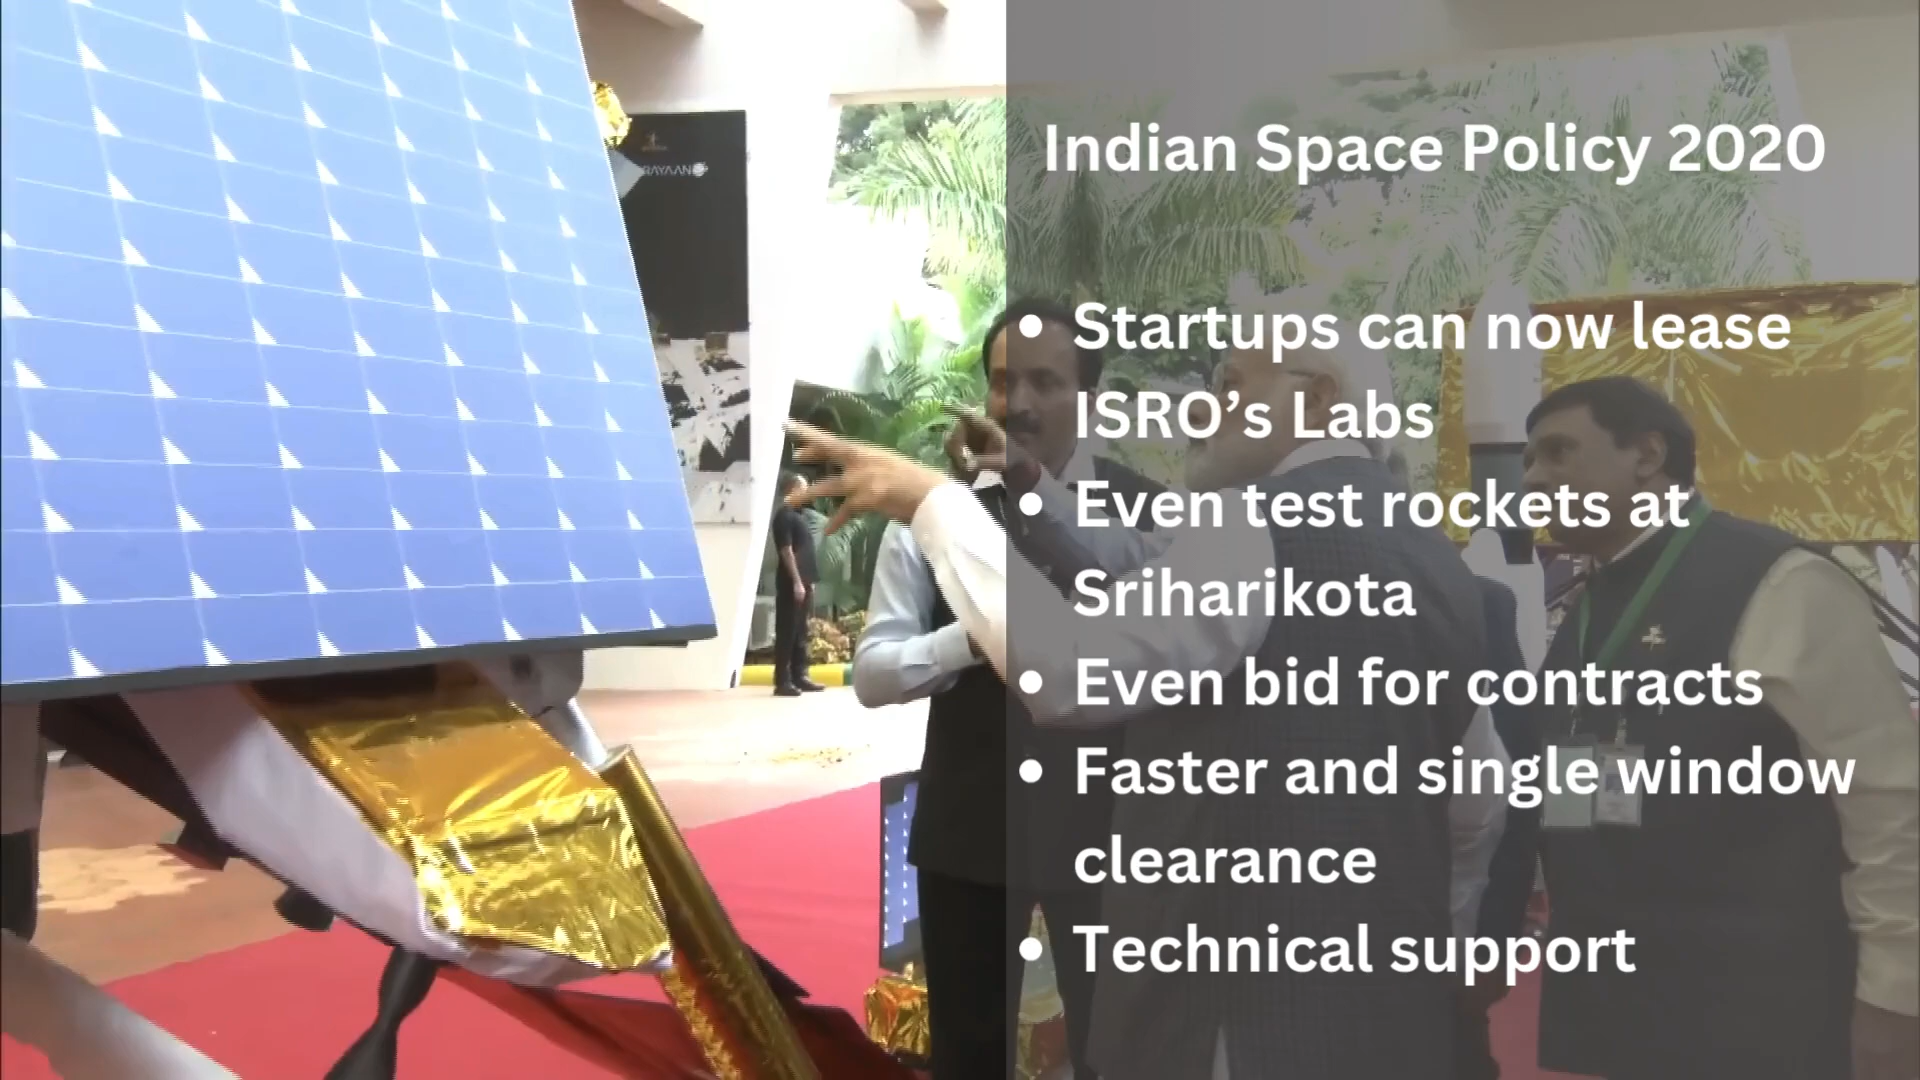 RAYAAN
Indian Space Policy 2020
• Startups can now lease
ISRO’s Labs
• Even test rockets at
Sriharikota
• Even bid for contracts
• Faster and single window
clearance
• Technical support